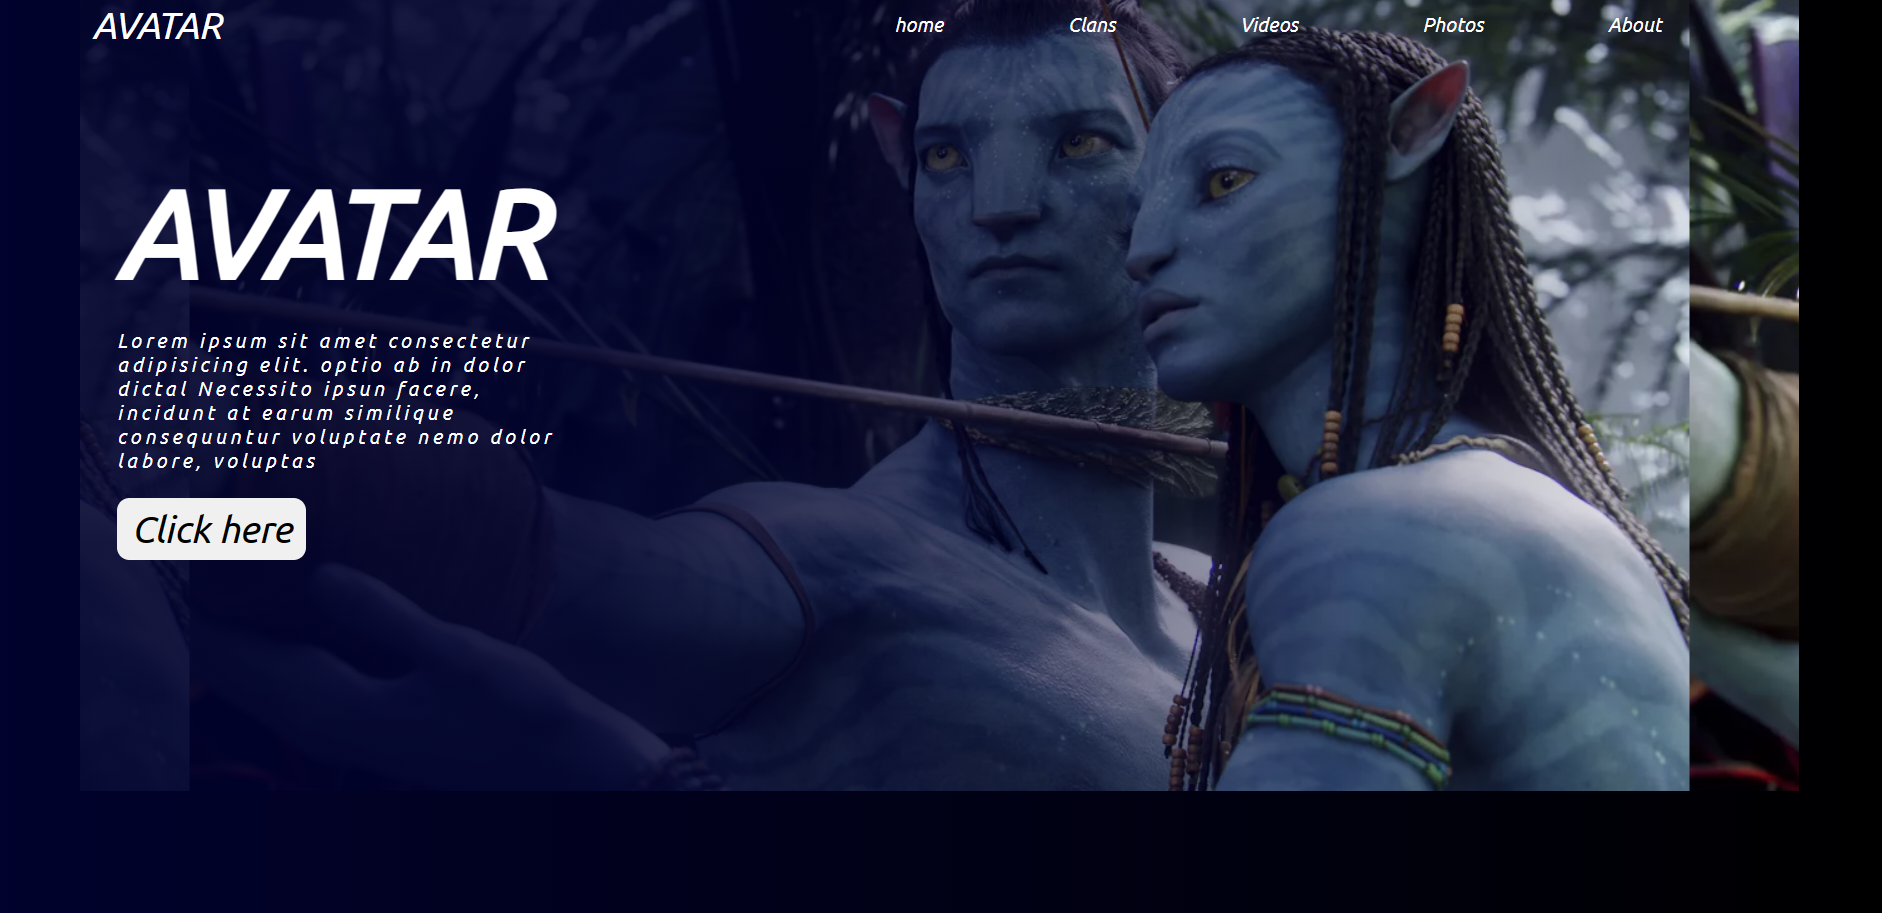 AVATAR
home Clans Videos Photos About
AVATAR
Lorem ipsum sit amet consectetur
adipisicing elit. optio ab in dolor
dictal Necessito ipsun facere,
incidunt at earum similique
consequuntur voluptate nemo dolor
labore, voluptas
Click here